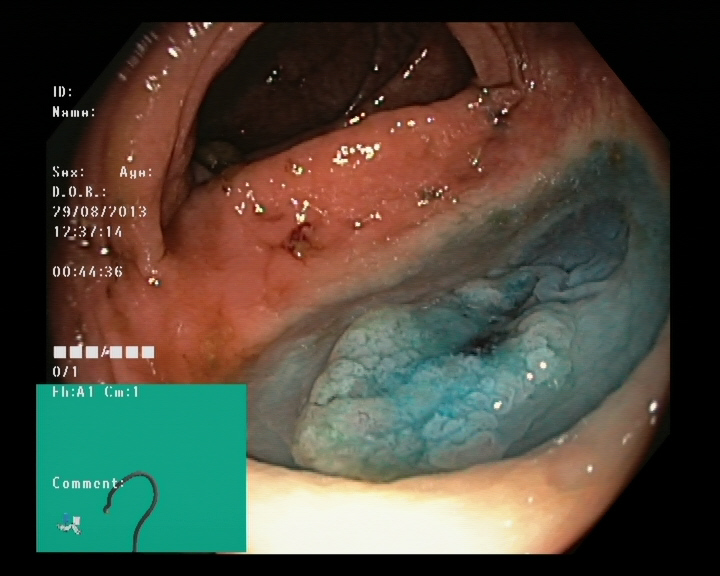 ID:
Name:
Sex: Age:
D.O.R.:
29/08/2013
12:37:14
00:44:36
/
0/1
Eh:A1 Cm:1
Comment: